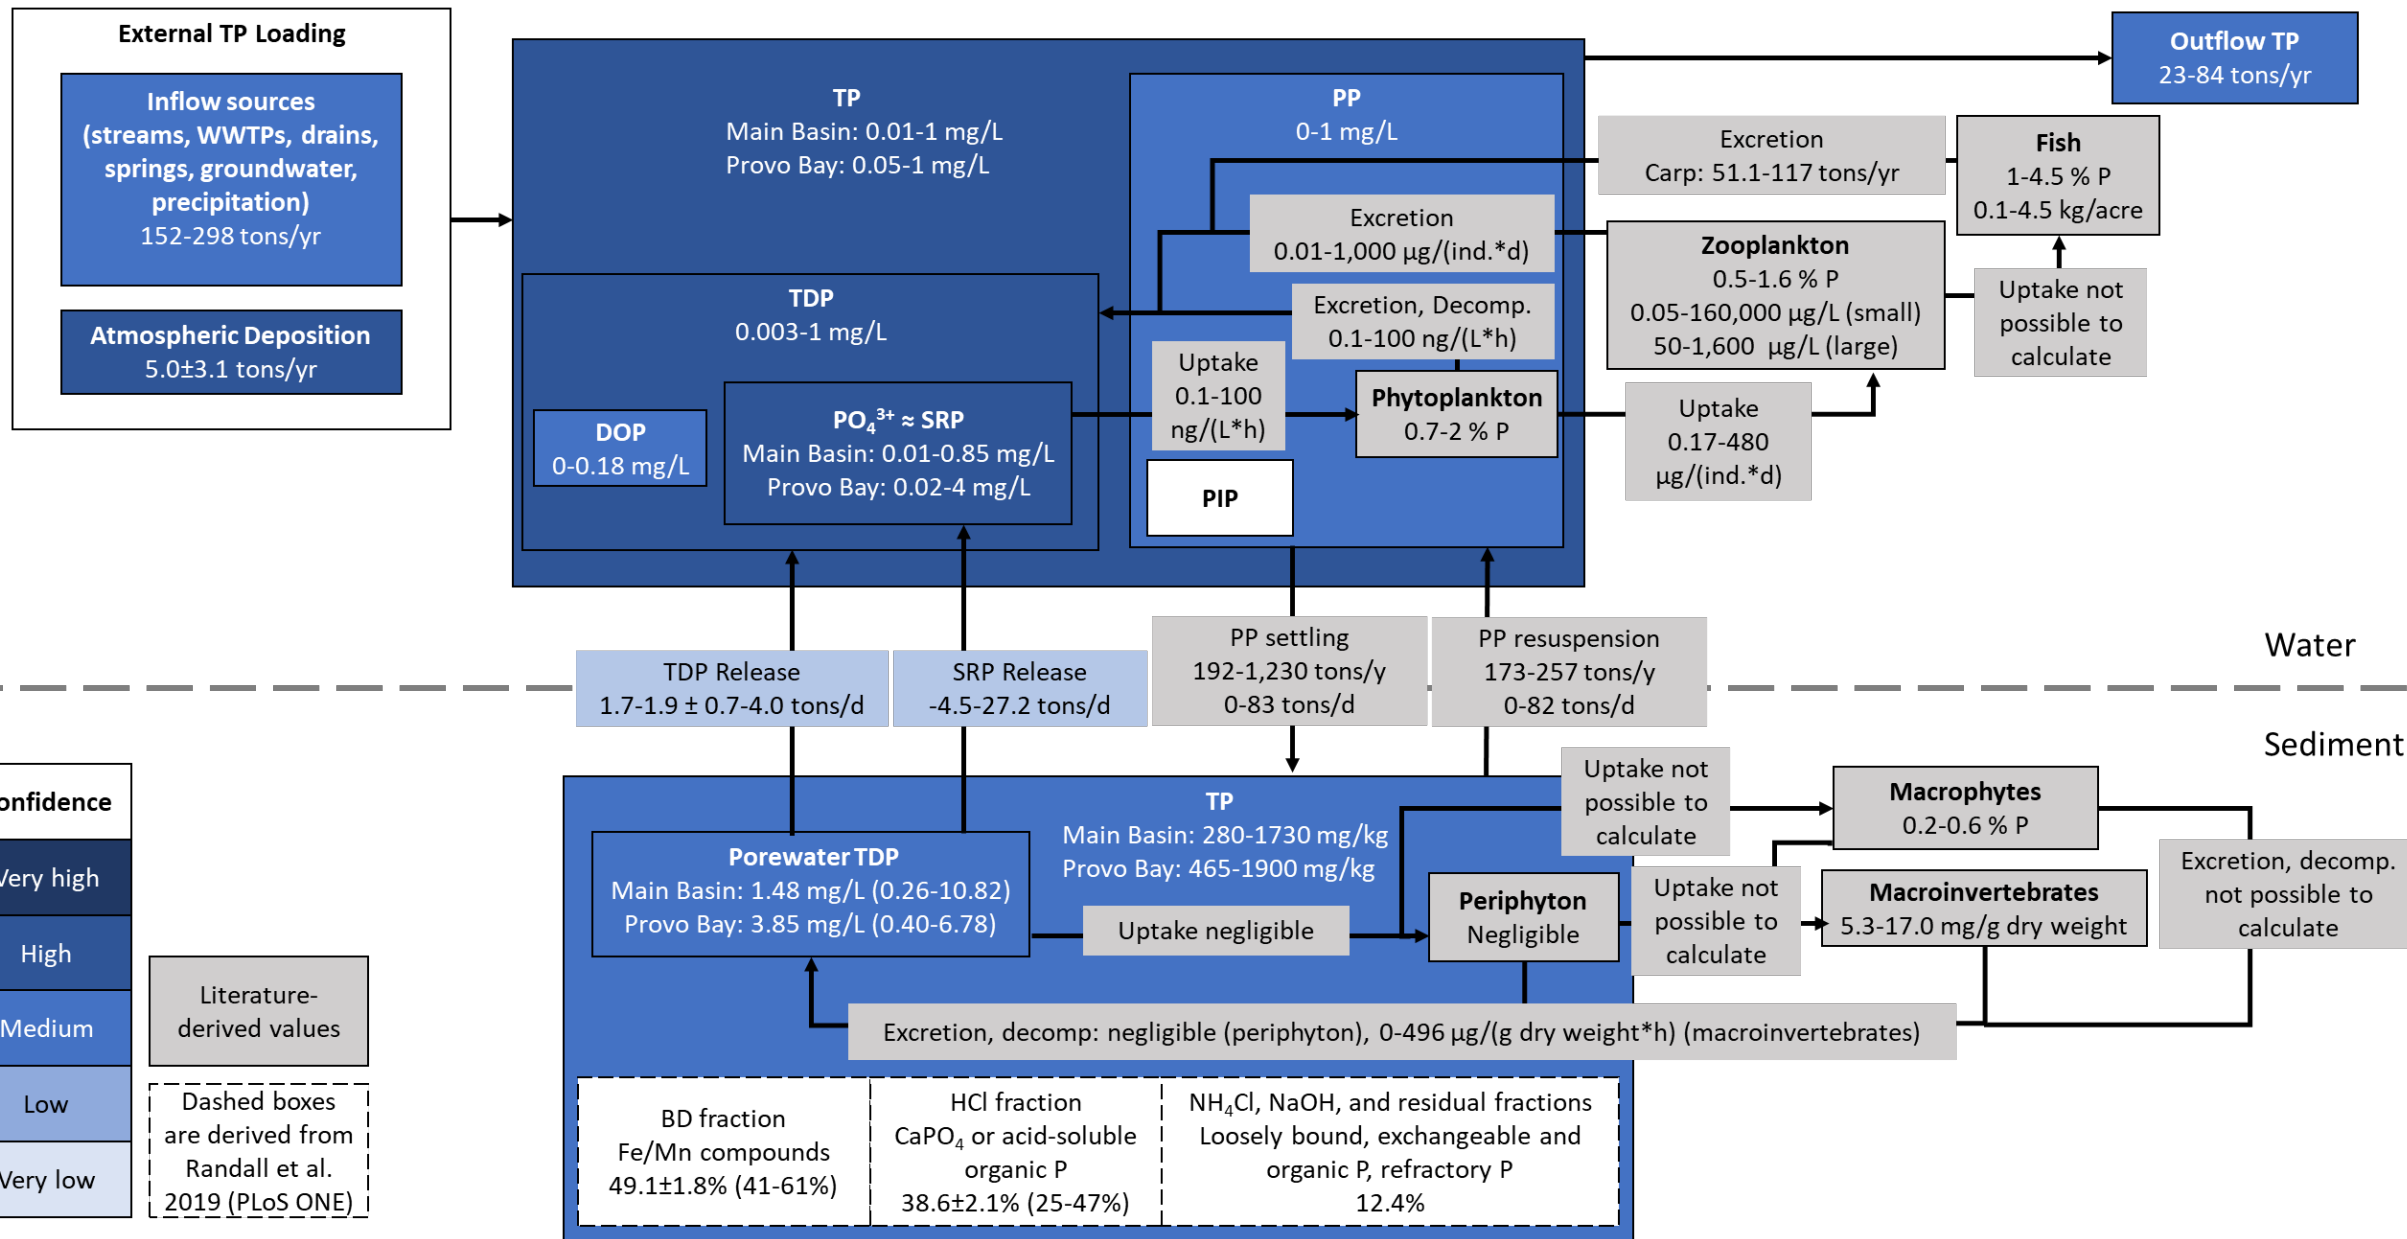 External TP Loading
Inflow sources
(streams, WWTPs, drains,
springs, groundwater,
precipitation)
152-298 tons/yr
Atmospheric Deposition
5.0±3.1 tons/yr
TP
Main Basin: 0.01-1 mg/L
Provo Bay: 0.05-1 mg/L
PP
0-1 mg/L
Outflow TP
23-84 tons/yr
Excretion
Carp: 51.1-117 tons/yr
Fish
1-4.5 % P
0.1-4.5 kg/acre
Excretion
0.01-1,000 µg/(ind.*d)
Zooplankton
0.5-1.6 % P
0.05-160,000 µg/L (small)
50-1,600 µg/L (large)
Uptake not
possible to
calculate
TDP
0.003-1 mg/L
Excretion, Decomp.
0.1-100 ng/(L*h)
Uptake
0.1-100
ng/(L*h)
Phytoplankton
0.7-2 % P
Uptake
0.17-480
µg/(ind.*d)
DOP
0-0.18 mg/L
PO₄³⁺ ≈ SRP
Main Basin: 0.01-0.85 mg/L
Provo Bay: 0.02-4 mg/L
PIP
TDP Release
1.7-1.9 ± 0.7-4.0 tons/d
SRP Release
-4.5-27.2 tons/d
PP settling
192-1,230 tons/y
0-83 tons/d
PP resuspension
173-257 tons/y
0-82 tons/d
Water
Sediment
TP
Main Basin: 280-1730 mg/kg
Provo Bay: 465-1900 mg/kg
Porewater TDP
Main Basin: 1.48 mg/L (0.26-10.82)
Provo Bay: 3.85 mg/L (0.40-6.78)
Uptake negligible
Periphyton
Negligible
Uptake not
possible to
calculate
Macrophytes
0.2-0.6 % P
Uptake not
possible to
calculate
Macroinvertebrates
5.3-17.0 mg/g dry weight
Excretion, decomp.
not possible to
calculate
Excretion, decomp: negligible (periphyton), 0-496 µg/(g dry weight*h) (macroinvertebrates)
BD fraction
Fe/Mn compounds
49.1±1.8% (41-61%)
HCl fraction
CaPO₄ or acid-soluble
organic P
38.6±2.1% (25-47%)
NH₄Cl, NaOH, and residual fractions
Loosely bound, exchangeable and
organic P, refractory P
12.4%
onfidence
Very high
High
Medium
Low
Very low
Literature-
derived values
Dashed boxes
are derived from
Randall et al.
2019 (PLoS ONE)